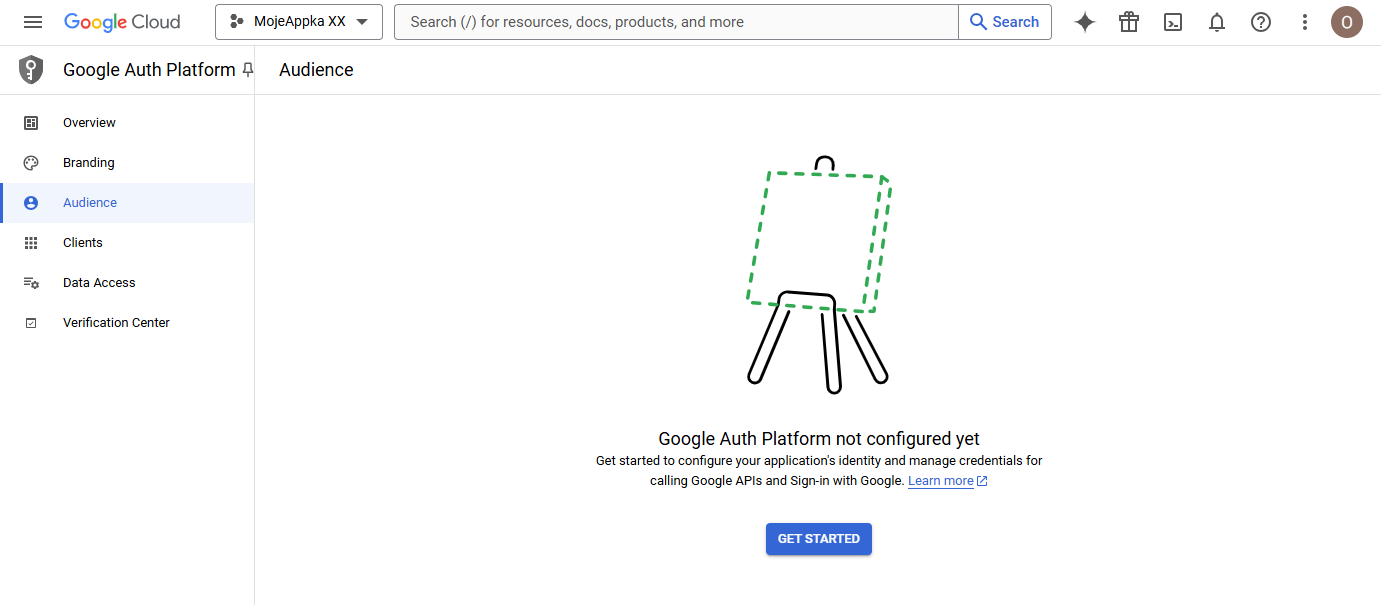 Google Cloud
MojeAppka XX
Search (/) for resources, docs, products, and more
Search
O
Google Auth Platform
Audience
Overview
Branding
Audience
Clients
Data Access
Verification Center
Google Auth Platform not configured yet
Get started to configure your application's identity and manage credentials for
calling Google APIs and Sign-in with Google. Learn more
GET STARTED